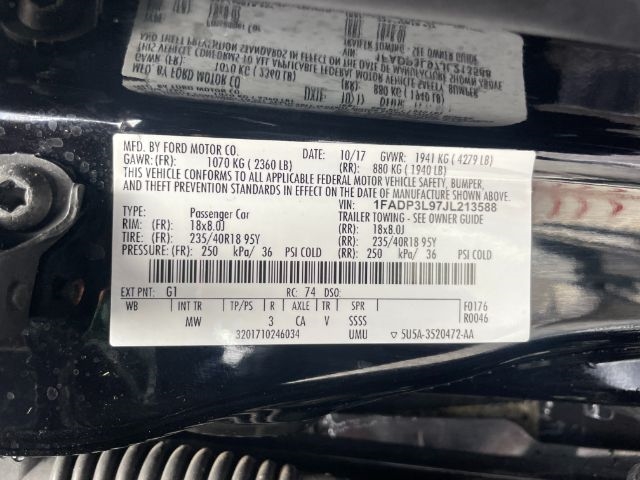 MFD. BY FORD MOTOR CO. DATE: 10/17 GVWR: 1941 KG ( 4279 LB)
GAWR: (FR): 1070 KG ( 2360 LB) (RR): 880 KG ( 1940 LB)
THIS VEHICLE CONFORMS TO ALL APPLICABLE FEDERAL MOTOR VEHICLE SAFETY, BUMPER,
AND THEFT PREVENTION STANDARDS IN EFFECT ON THE DATE OF MANUFACTURE SHOWN ABOVE.
VIN: 1FADP3L97JL213588
TYPE: Passenger Car TRAILER TOWING - SEE OWNER GUIDE
RIM: (FR) 18x8.0J (RR): 18x8.0J
TIRE: (FR) 235/40R18 95Y (RR): 235/40R18 95Y
PRESSURE: (FR) 250 kPa/ 36 PSI COLD (RR): 250 kPa/ 36 PSI COLD
EXT PNT: G1 RC: 74 DSO: F0176
WB INT TR TP/PS R AXLE TR SPR R0046
MW 3 CA V SSSS
3201710246034 UMU ▽ 5U5A-3520472-AA